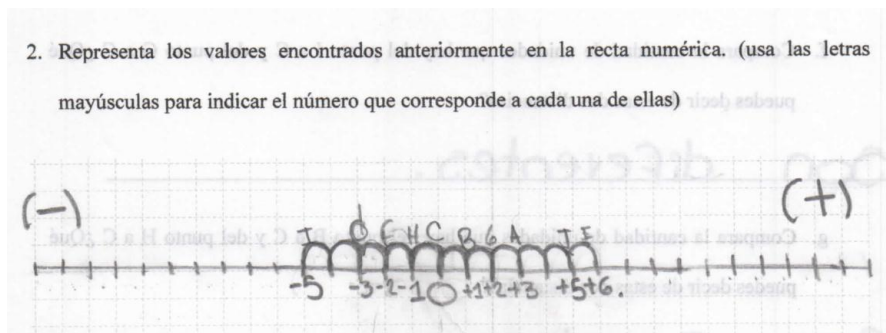 2. Representa los valores encontrados anteriormente en la recta numérica. (usa las letras
mayúsculas para indicar el número que corresponde a cada una de ellas)
(-) (+)
H C B G A I
-5 -3 -2 -1 0 +1 +2 +3 +5 +6.